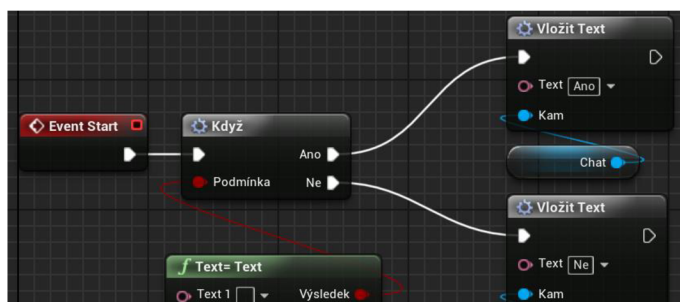 Event Start
Když
Ano
Podmínka
Ne
Vložit Text
Text Ano
Kam
Chat
Vložit Text
Text Ne
Kam
f Text= Text
Text 1
Výsledek